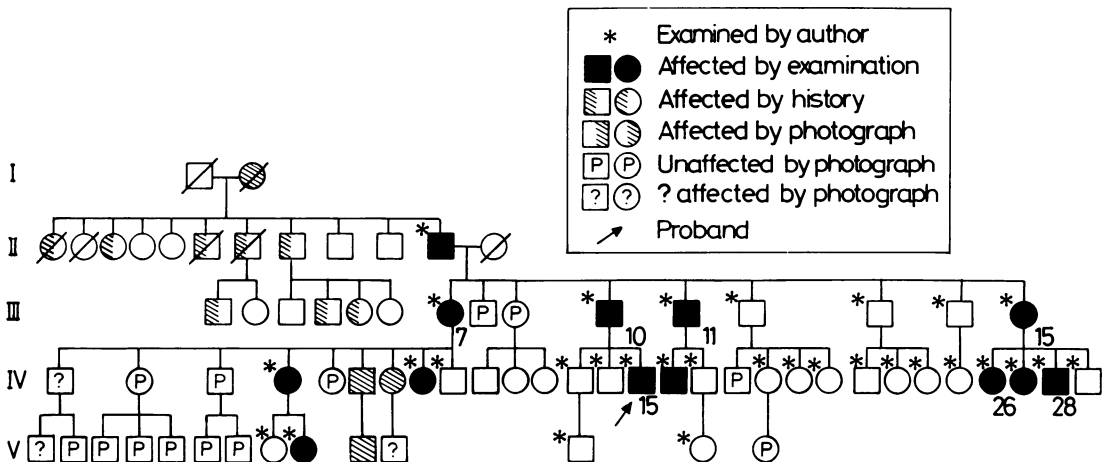 * Examined by author
Affected by examination
Affected by history
Affected by photograph
P P Unaffected by photograph
? ? ? affected by photograph
Proband
I
II *
III * P P * * * * * *
7 10 11 15
IV ? P P * P * * * * * * * P * * * * * * * * * * *
15 26 28
V ? P P P P P P * * ? * * P